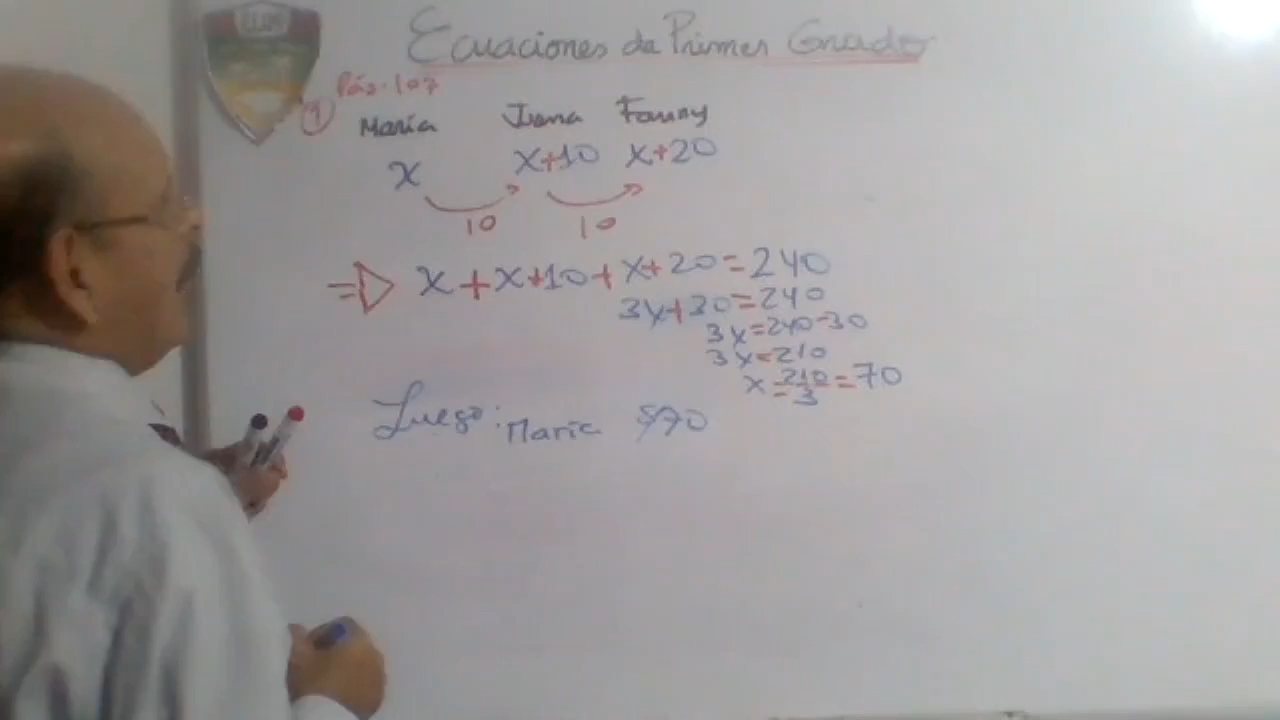 Ecuaciones de Primer Grado
Pág. 107
1 María Juana Fanny
x x+10 x+20
10 10
⇒ x + x+10 + x+20 = 240
3x+30=240
3x=240-30
3x=210
x=210/3=70
Luego: María $70